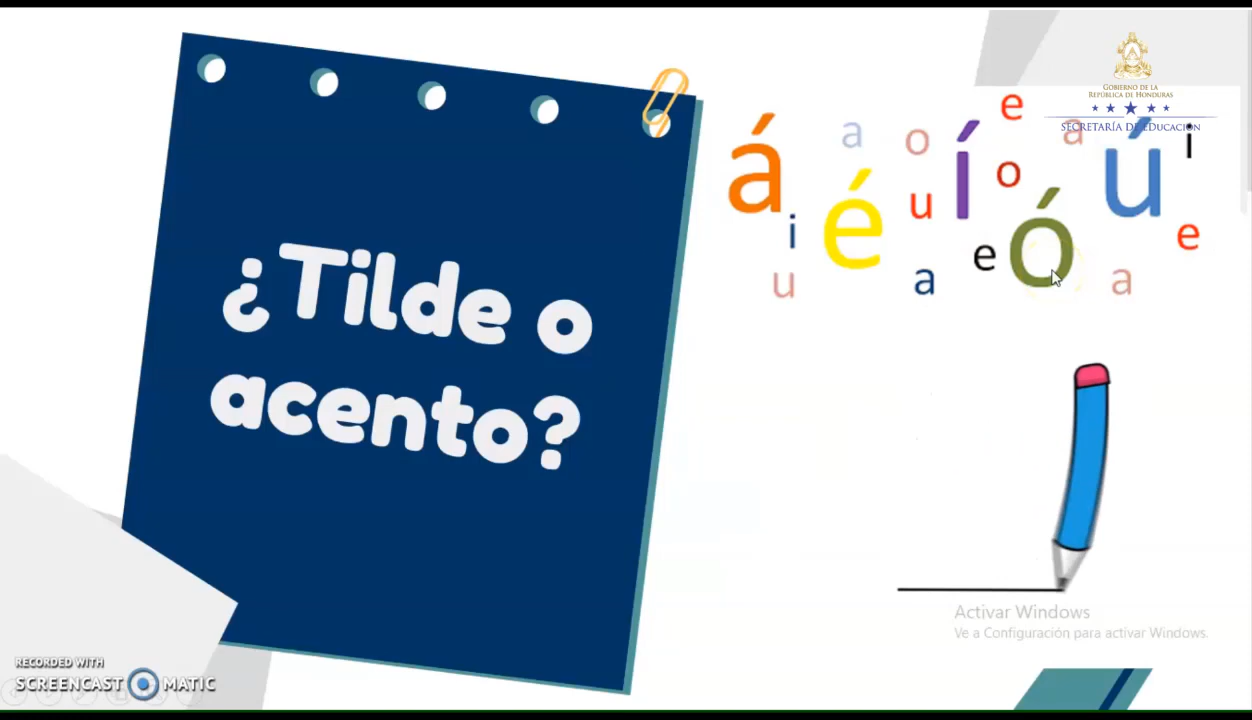 ¿Tilde o
acento?
á a o í e a ú i
i é u o e ó e
u a a
GOBIERNO DE LA
REPÚBLICA DE HONDURAS
SECRETARÍA DE EDUCACIÓN
Activar Windows
Ve a Configuración para activar Windows.
RECORDED WITH
SCREENCAST MATIC